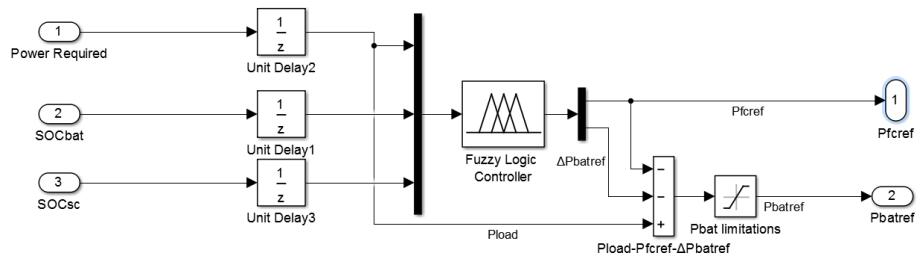 1
Power Required
1
z
Unit Delay2
2
SOCbat
1
z
Unit Delay1
3
SOCsc
1
z
Unit Delay3
Fuzzy Logic
Controller
Pfcref
1
Pfcref
ΔPbatref
−
−
+
Pload
Pload-Pfcref-ΔPbatref
Pbat limitations
Pbatref
2
Pbatref